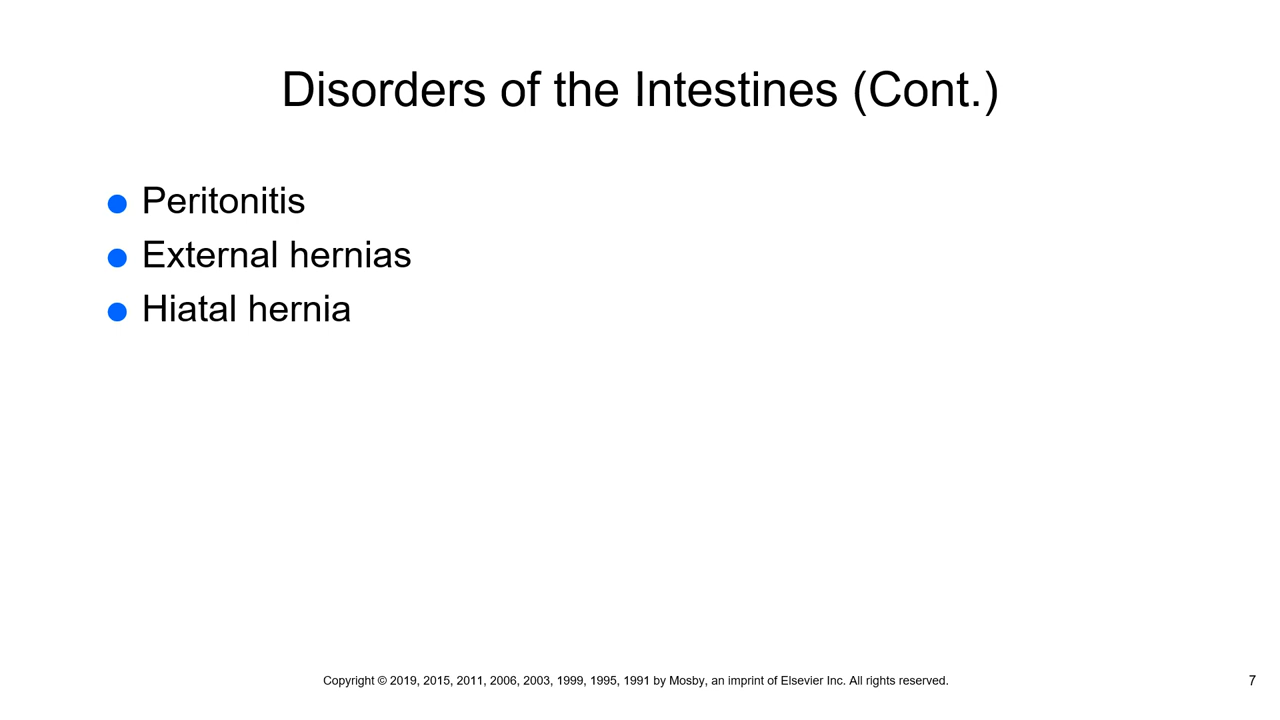 Disorders of the Intestines (Cont.)
● Peritonitis
● External hernias
● Hiatal hernia
Copyright © 2019, 2015, 2011, 2006, 2003, 1999, 1995, 1991 by Mosby, an imprint of Elsevier Inc. All rights reserved.
7